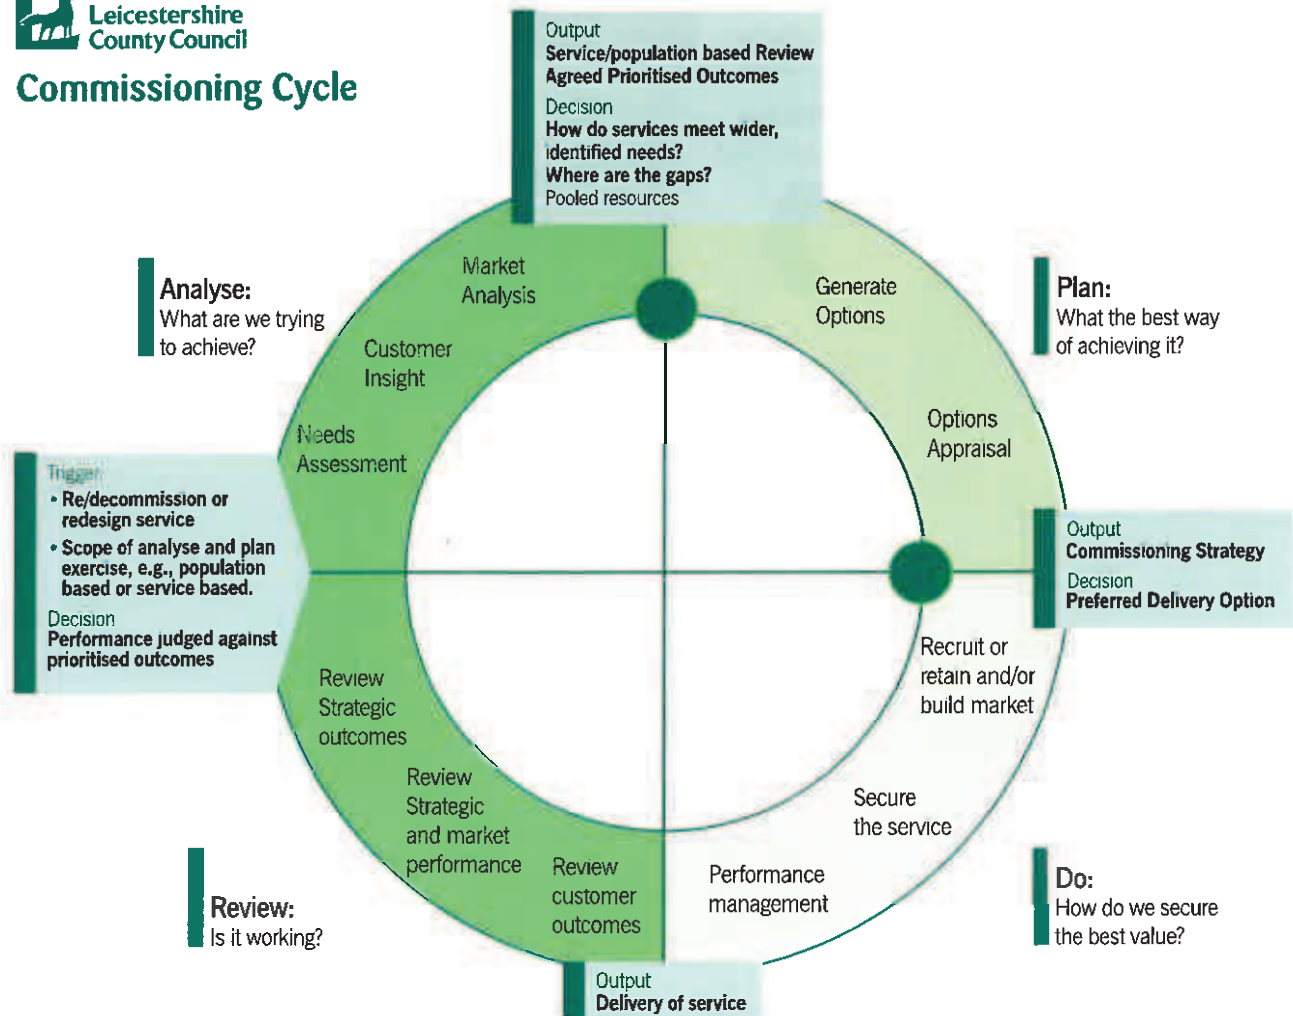 Leicestershire
County Council
Commissioning Cycle
Output
Service/population based Review
Agreed Prioritised Outcomes
Decision
How do services meet wider,
identified needs?
Where are the gaps?
Pooled resources
Analyse:
What are we trying
to achieve?
Market
Analysis
Customer
Insight
Needs
Assessment
Generate
Options
Options
Appraisal
Plan:
What the best way
of achieving it?
Trigger
• Re/decommission or
redesign service
• Scope of analyse and plan
exercise, e.g., population
based or service based.
Decision
Performance judged against
prioritised outcomes
Output
Commissioning Strategy
Decision
Preferred Delivery Option
Recruit or
retain and/or
build market
Secure
the service
Performance
management
Do:
How do we secure
the best value?
Review
Strategic
outcomes
Review
Strategic
and market
performance
Review
customer
outcomes
Review:
Is it working?
Output
Delivery of service